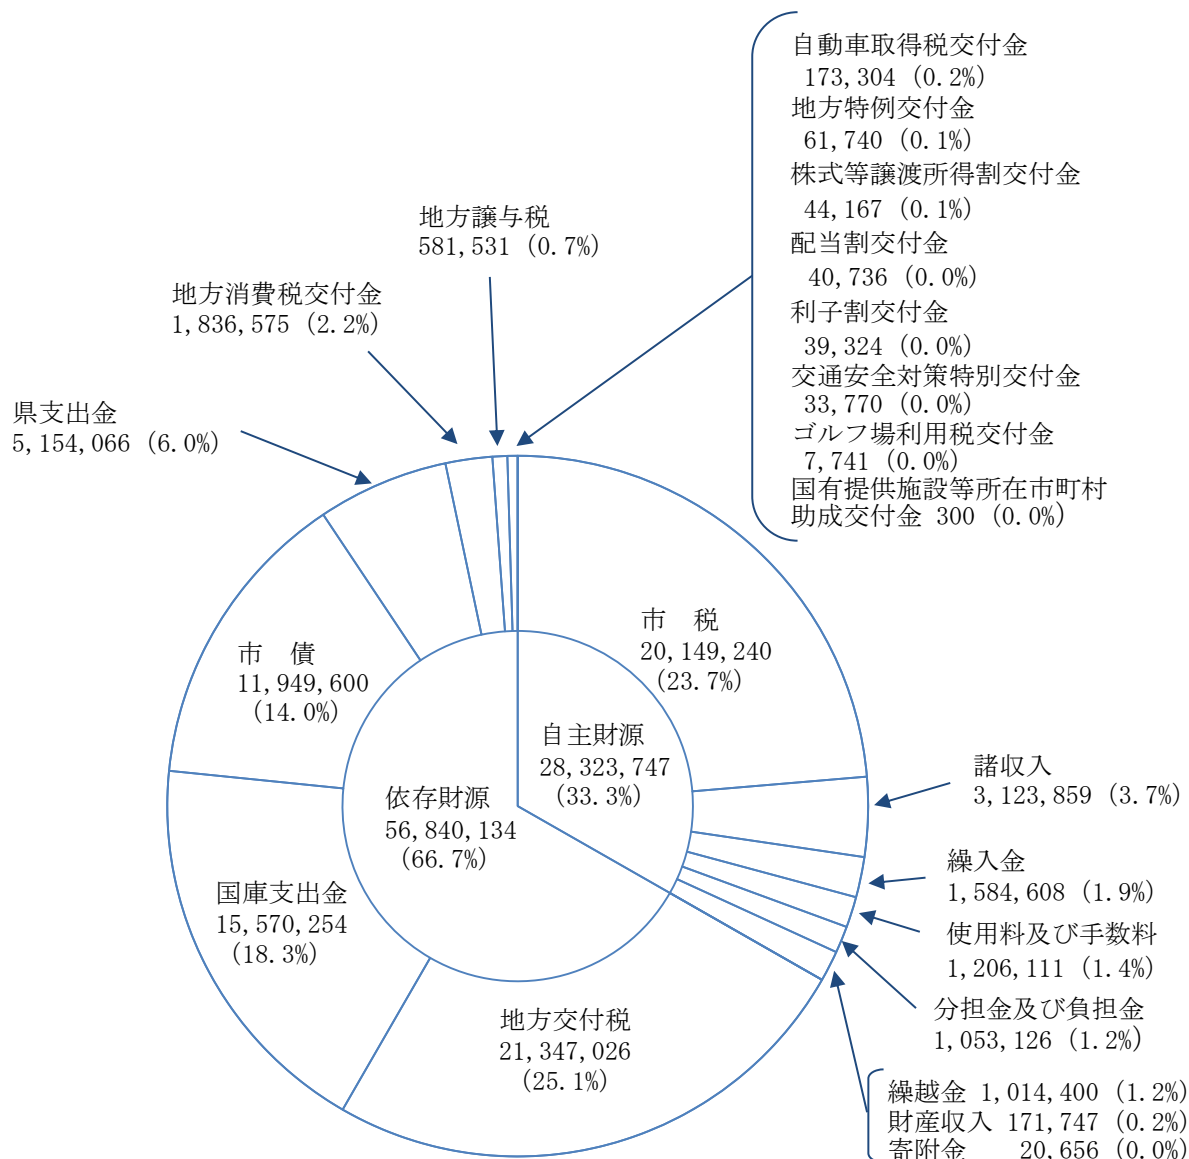 自動車取得税交付金
173,304 (0.2%)
地方特例交付金
61,740 (0.1%)
株式等譲渡所得割交付金
44,167 (0.1%)
配当割交付金
40,736 (0.0%)
利子割交付金
39,324 (0.0%)
交通安全対策特別交付金
33,770 (0.0%)
ゴルフ場利用税交付金
7,741 (0.0%)
国有提供施設等所在市町村
助成交付金 300 (0.0%)
地方譲与税
581,531 (0.7%)
地方消費税交付金
1,836,575 (2.2%)
県支出金
5,154,066 (6.0%)
市　債
11,949,600
(14.0%)
市　税
20,149,240
(23.7%)
自主財源
28,323,747
(33.3%)
依存財源
56,840,134
(66.7%)
国庫支出金
15,570,254
(18.3%)
地方交付税
21,347,026
(25.1%)
諸収入
3,123,859 (3.7%)
繰入金
1,584,608 (1.9%)
使用料及び手数料
1,206,111 (1.4%)
分担金及び負担金
1,053,126 (1.2%)
繰越金 1,014,400 (1.2%)
財産収入 171,747 (0.2%)
寄附金 20,656 (0.0%)